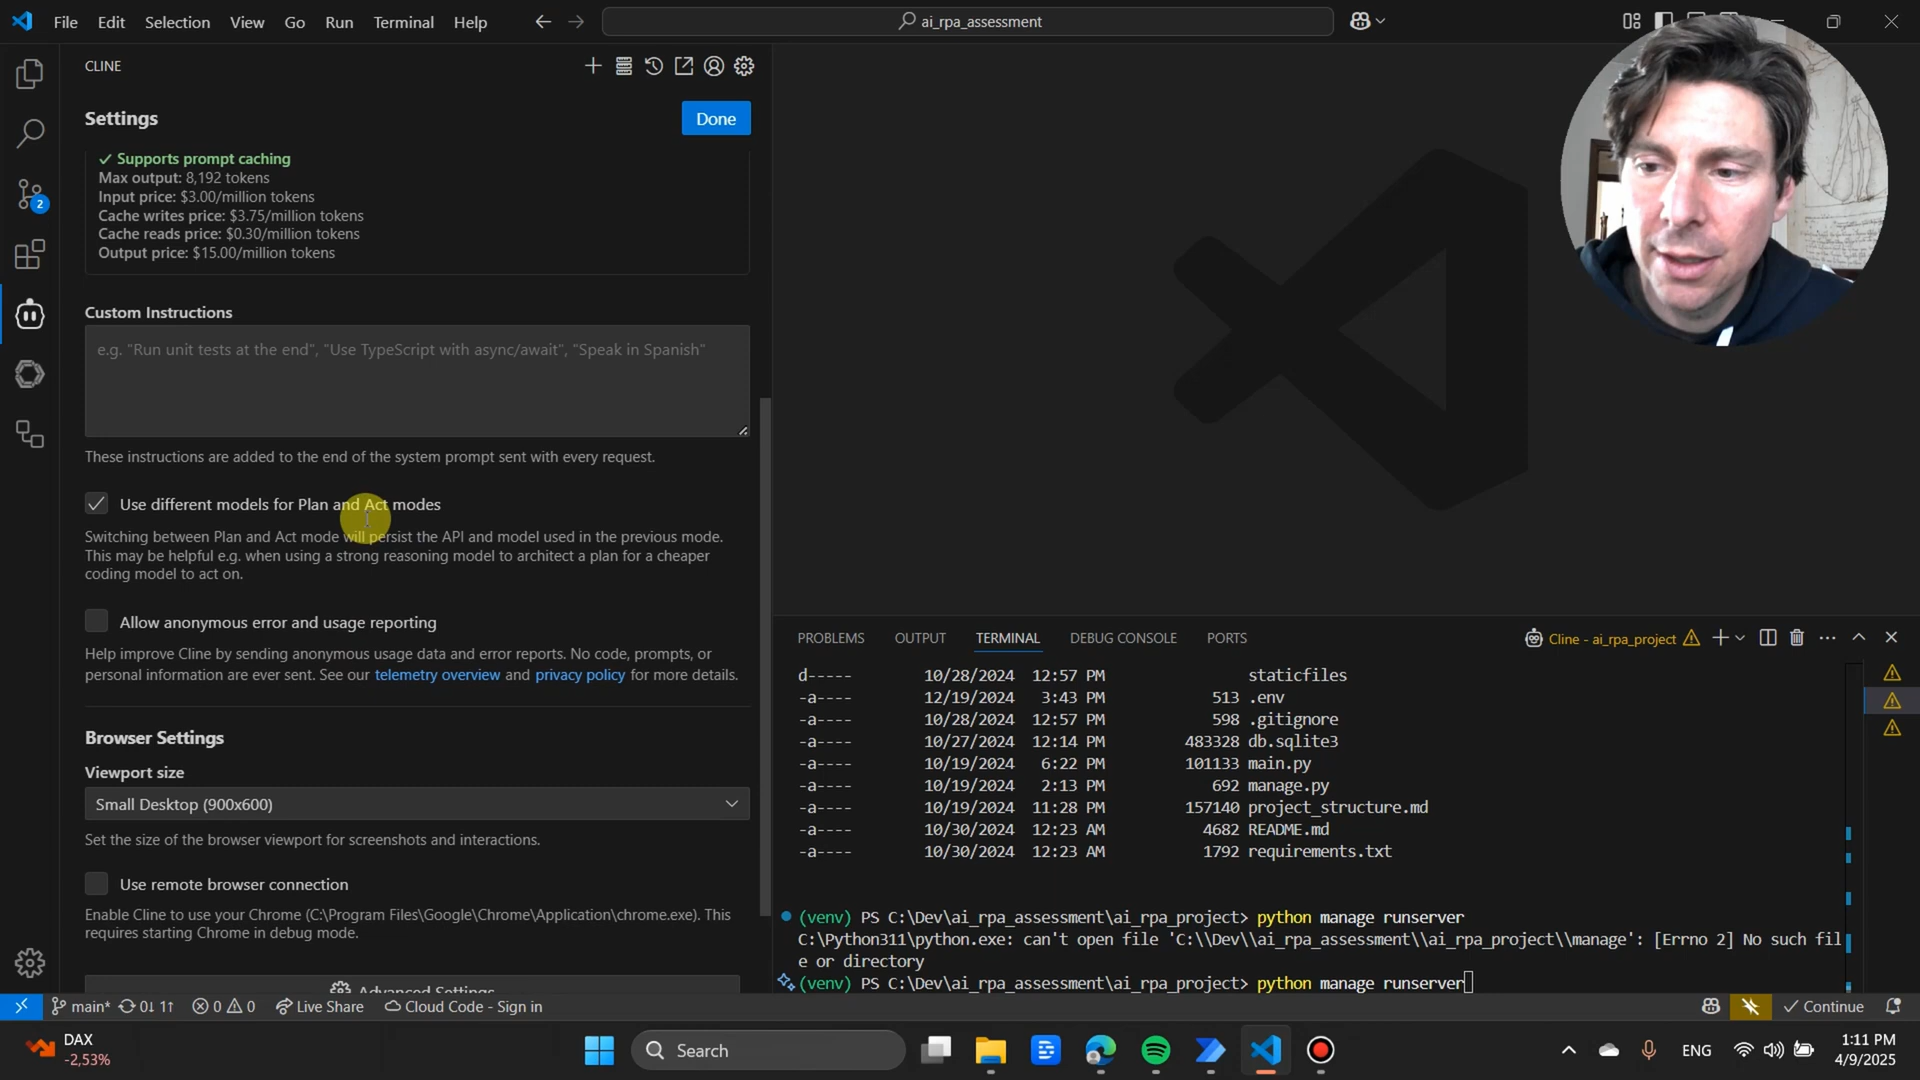 File Edit Selection View Go Run Terminal Help
ai_rpa_assessment
CLINE
Settings
Done
✓ Supports prompt caching
Max output: 8,192 tokens
Input price: $3.00/million tokens
Cache writes price: $3.75/million tokens
Cache reads price: $0.30/million tokens
Output price: $15.00/million tokens
Custom Instructions
e.g. "Run unit tests at the end", "Use TypeScript with async/await", "Speak in Spanish"
These instructions are added to the end of the system prompt sent with every request.
Use different models for Plan and Act modes
Switching between Plan and Act mode will persist the API and model used in the previous mode.
This may be helpful e.g. when using a strong reasoning model to architect a plan for a cheaper
coding model to act on.
Allow anonymous error and usage reporting
Help improve Cline by sending anonymous usage data and error reports. No code, prompts, or
personal information are ever sent. See our telemetry overview and privacy policy for more details.
Browser Settings
Viewport size
Small Desktop (900x600)
Set the size of the browser viewport for screenshots and interactions.
Use remote browser connection
Enable Cline to use your Chrome (C:\Program Files\Google\Chrome\Application\chrome.exe). This
requires starting Chrome in debug mode.
Advanced Settings
2
PROBLEMS OUTPUT TERMINAL DEBUG CONSOLE PORTS
Cline - ai_rpa_project
d----- 10/28/2024 12:57 PM staticfiles
-a---- 12/19/2024 3:43 PM 513 .env
-a---- 10/28/2024 12:57 PM 598 .gitignore
-a---- 10/27/2024 12:14 PM 483328 db.sqlite3
-a---- 10/19/2024 6:22 PM 101133 main.py
-a---- 10/19/2024 2:13 PM 692 manage.py
-a---- 10/19/2024 11:28 PM 157140 project_structure.md
-a---- 10/30/2024 12:23 AM 4682 README.md
-a---- 10/30/2024 12:23 AM 1792 requirements.txt
(venv) PS C:\Dev\ai_rpa_assessment\ai_rpa_project> python manage runserver
C:\Python311\python.exe: can't open file 'C:\\Dev\\ai_rpa_assessment\\ai_rpa_project\\manage': [Errno 2] No such fil
e or directory
(venv) PS C:\Dev\ai_rpa_assessment\ai_rpa_project> python manage runserver
main* 0↓ 1↑ 0 0 Live Share Cloud Code - Sign in
✓ Continue
DAX
-2,53%
Search
ENG
1:11 PM
4/9/2025